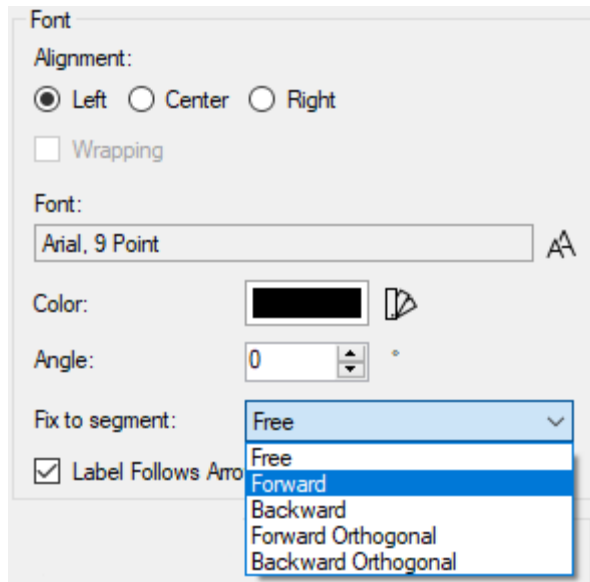 Font
Alignment:
Left Center Right
Wrapping
Font:
Arial, 9 Point
Color:
Angle: 0 °
Fix to segment: Free
Free
Label Follows Arro
Forward
Backward
Forward Orthogonal
Backward Orthogonal